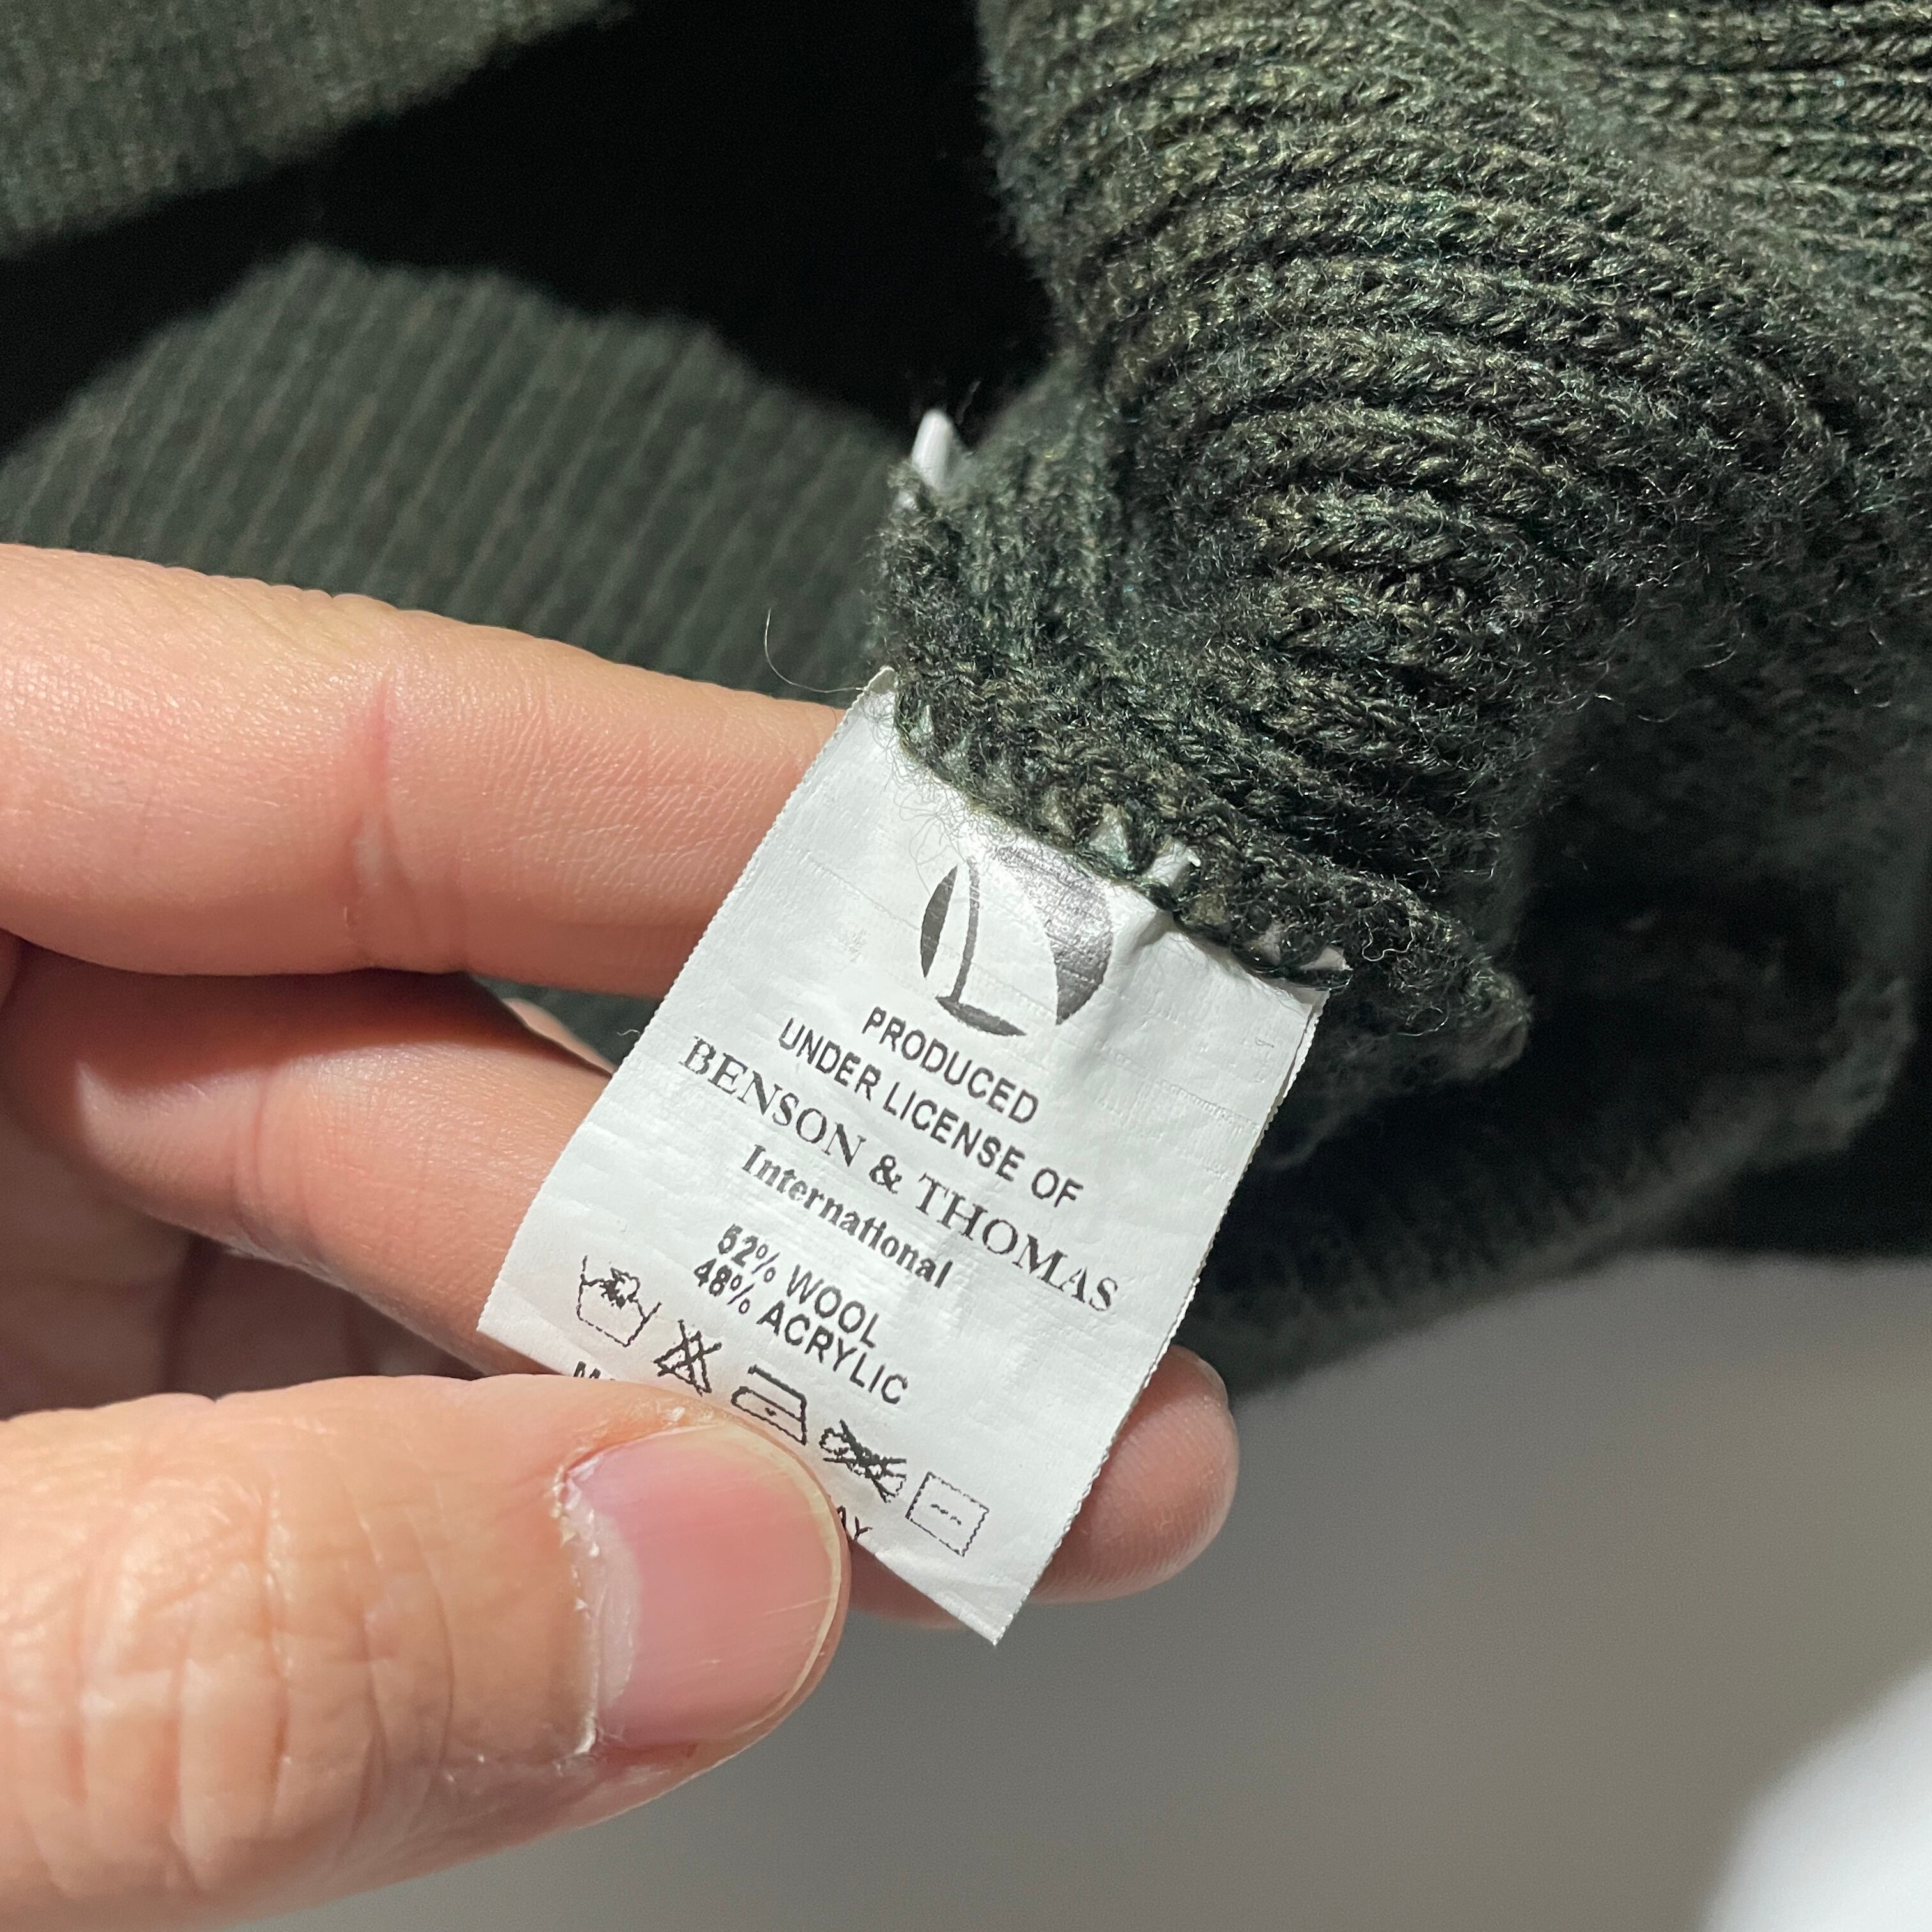 PRODUCED
UNDER LICENSE OF
BENSON & THOMAS
International
52% WOOL
48% ACRYLIC